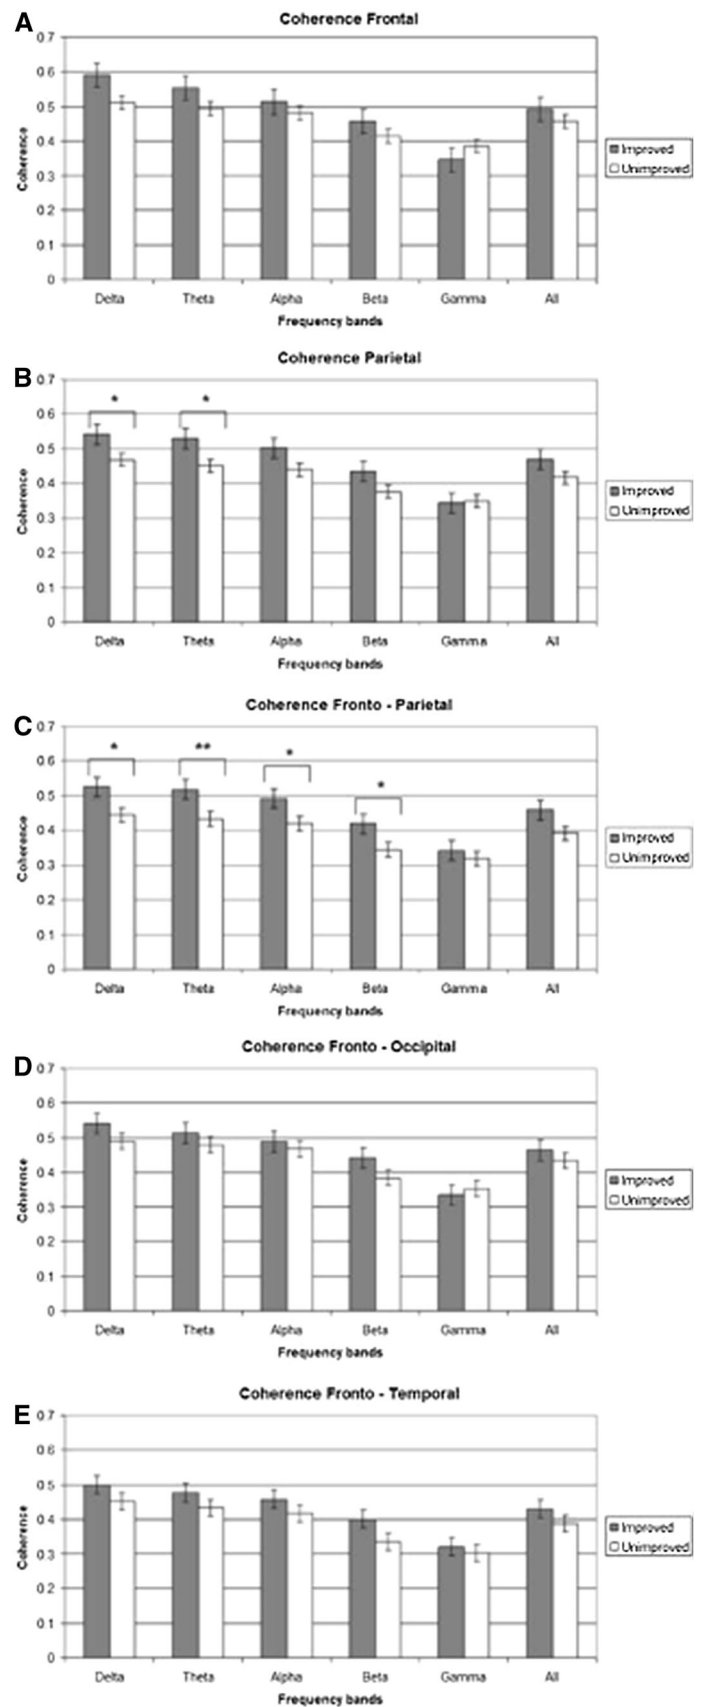 A
Coherence Frontal
0.7
0.6
0.5
0.4
0.3
0.2
0.1
0
Coherence
Delta Theta Alpha Beta Gamma All
Frequency bands
Improved
Unimproved
B
Coherence Parietal
0.7
0.6
0.5
0.4
0.3
0.2
0.1
0
Coherence
* *
Delta Theta Alpha Beta Gamma All
Frequency bands
Improved
Unimproved
C
Coherence Fronto - Parietal
0.7
0.6
0.5
0.4
0.3
0.2
0.1
0
Coherence
* ** * *
Delta Theta Alpha Beta Gamma All
Frequency bands
Improved
Unimproved
D
Coherence Fronto - Occipital
0.7
0.6
0.5
0.4
0.3
0.2
0.1
0
Coherence
Delta Theta Alpha Beta Gamma All
Frequency bands
Improved
Unimproved
E
Coherence Fronto - Temporal
0.7
0.6
0.5
0.4
0.3
0.2
0.1
0
Coherence
Delta Theta Alpha Beta Gamma All
Frequency bands
Improved
Unimproved